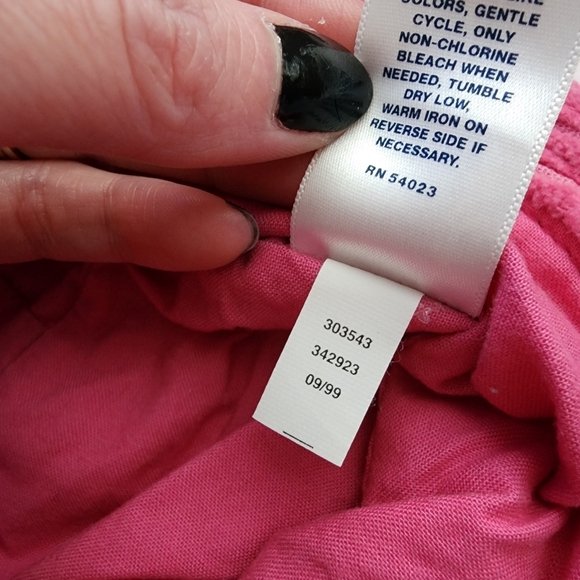 COLORS, GENTLE
CYCLE, ONLY
NON-CHLORINE
BLEACH WHEN
NEEDED, TUMBLE
DRY LOW,
WARM IRON ON
REVERSE SIDE IF
NECESSARY.
RN 54023
303543
342923
09/99